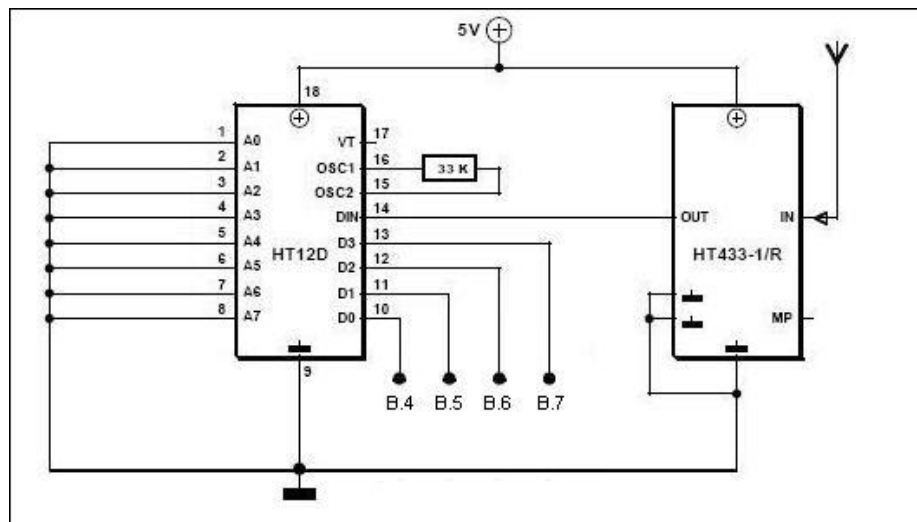 5V
18
1 A0 VT 17
2 A1 OSC1 16 33 K
3 A2 OSC2 15
4 A3 DIN 14 OUT IN
5 A4 D3 13
HT12D HT433-1/R
6 A5 D2 12
7 A6 D1 11
8 A7 D0 10 MP
9
B.4 B.5 B.6 B.7